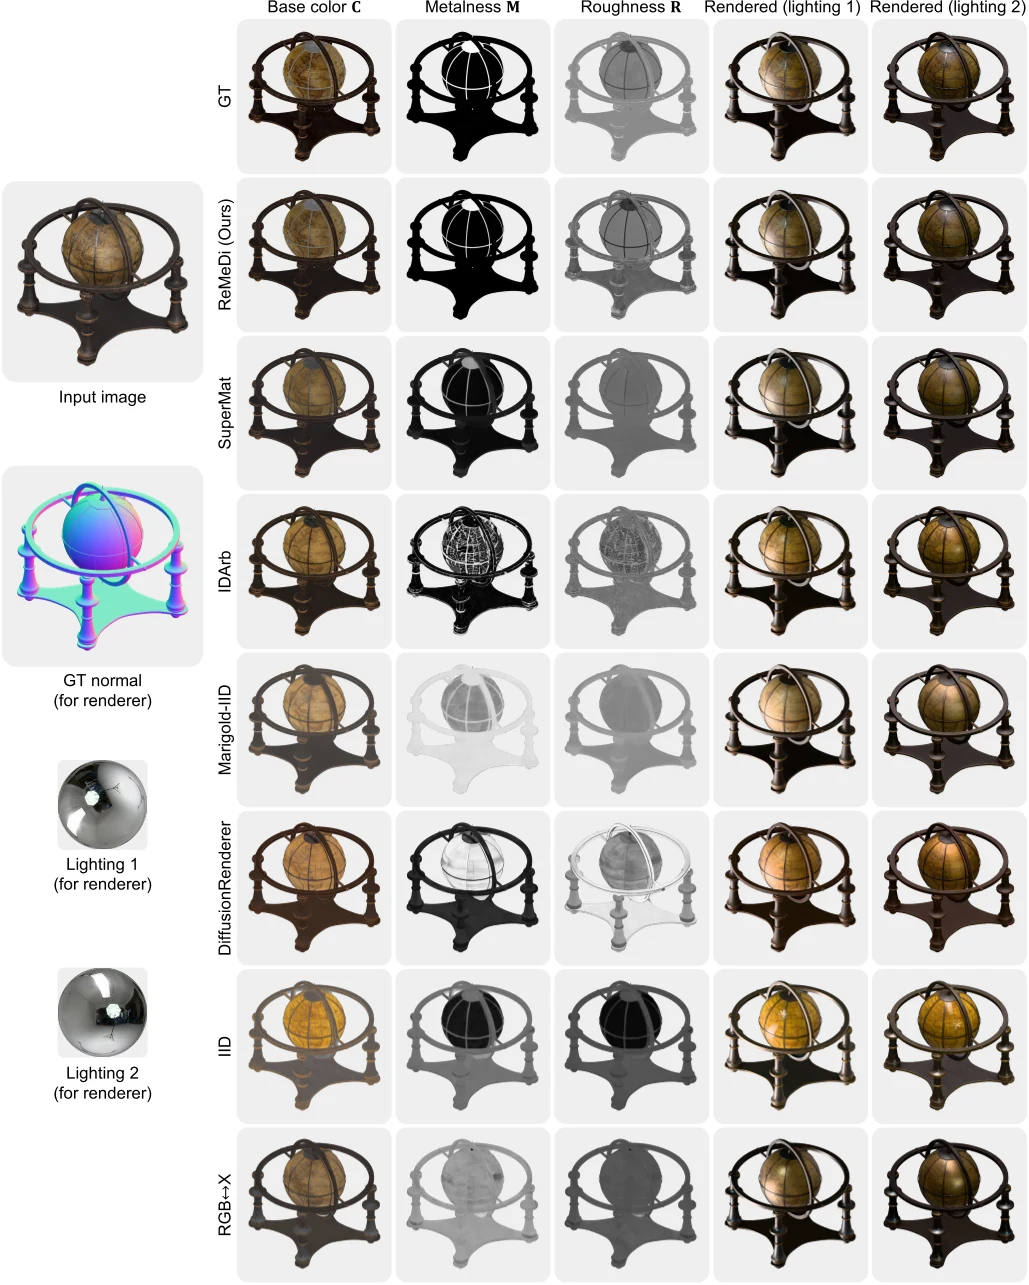 Base color C
Metalness M
Roughness R
Rendered (lighting 1)
Rendered (lighting 2)
GT
ReMeDi (Ours)
Input image
SuperMat
IDArb
GT normal
(for renderer)
Marigold-IID
Lighting 1
(for renderer)
DiffusionRenderer
IID
Lighting 2
(for renderer)
RGB↔X